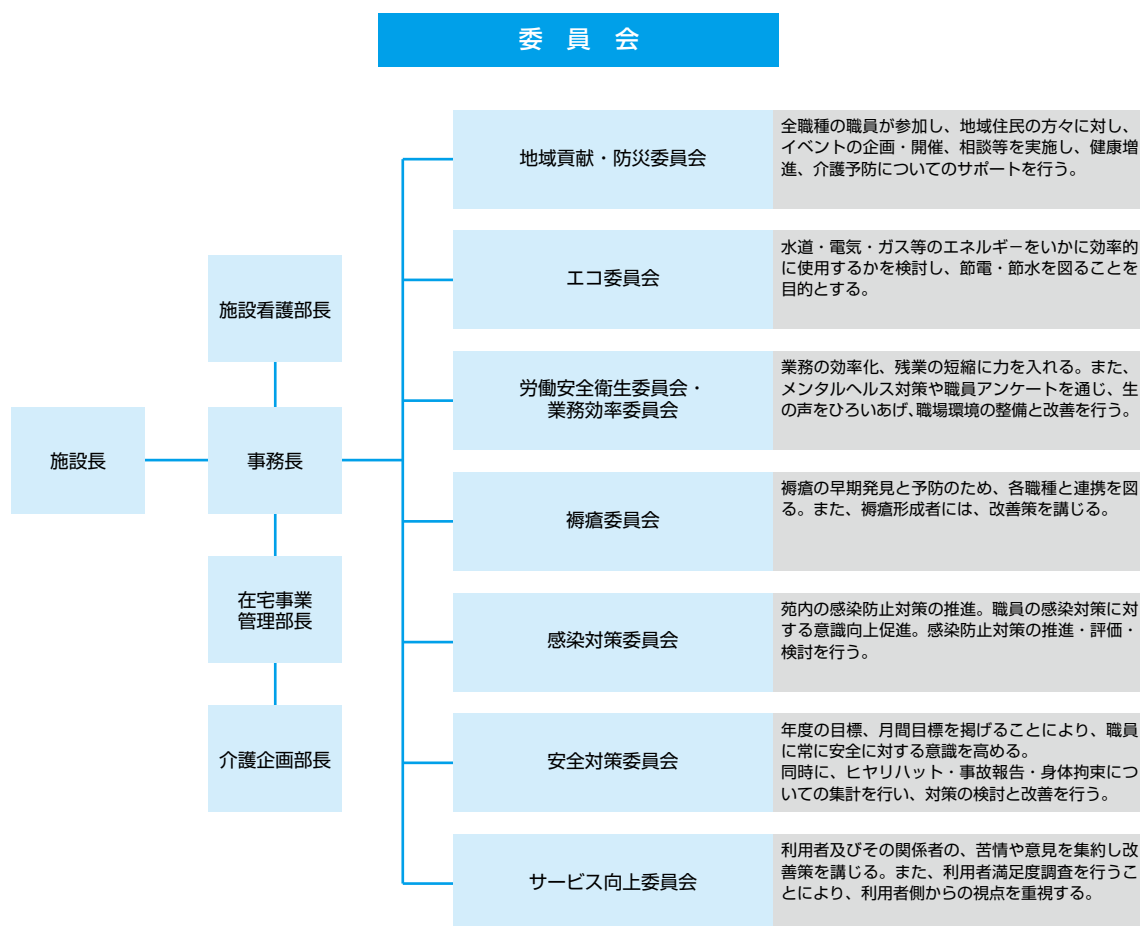 委 員 会
地域貢献・防災委員会
全職種の職員が参加し、地域住民の方々に対し、
イベントの企画・開催、相談等を実施し、健康増
進、介護予防についてのサポートを行う。
エコ委員会
水道・電気・ガス等のエネルギーをいかに効率的
に使用するかを検討し、節電・節水を図ることを
目的とする。
施設看護部長
労働安全衛生委員会・
業務効率委員会
業務の効率化、残業の短縮に力を入れる。また、
メンタルヘルス対策や職員アンケートを通じ、生
の声をひろいあげ、職場環境の整備と改善を行う。
施設長
事務長
褥瘡委員会
褥瘡の早期発見と予防のため、各職種と連携を図
る。また、褥瘡形成者には、改善策を講じる。
在宅事業
管理部長
感染対策委員会
苑内の感染防止対策の推進。職員の感染対策に対
する意識向上促進。感染防止対策の推進・評価・
検討を行う。
介護企画部長
安全対策委員会
年度の目標、月間目標を掲げることにより、職員
に常に安全に対する意識を高める。
同時に、ヒヤリハット・事故報告・身体拘束につ
いての集計を行い、対策の検討と改善を行う。
サービス向上委員会
利用者及びその関係者の、苦情や意見を集約し改
善策を講じる。また、利用者満足度調査を行うこ
とにより、利用者側からの視点を重視する。